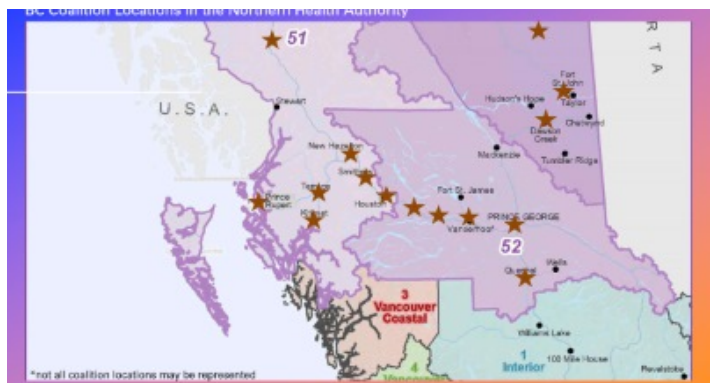 BC Coalition Locations in the Northern Health Authority
51
R T A
Fort
St John
Hudson's Hope
Taylor
Stewart
U.S.A.
Dawson
Creek
Chetwynd
New Hazelton
Mackenzie
Tumbler Ridge
Smithers
Terrace
Fort St. James
Prince
Rupert
Houston
Kitimat
PRINCE GEORGE
Vanderhoof
52
Wells
Quesnel
3
Vancouver
Coastal
Williams Lake
1
Interior
100 Mile House
4
Revelstoke
*not all coalition locations may be represented